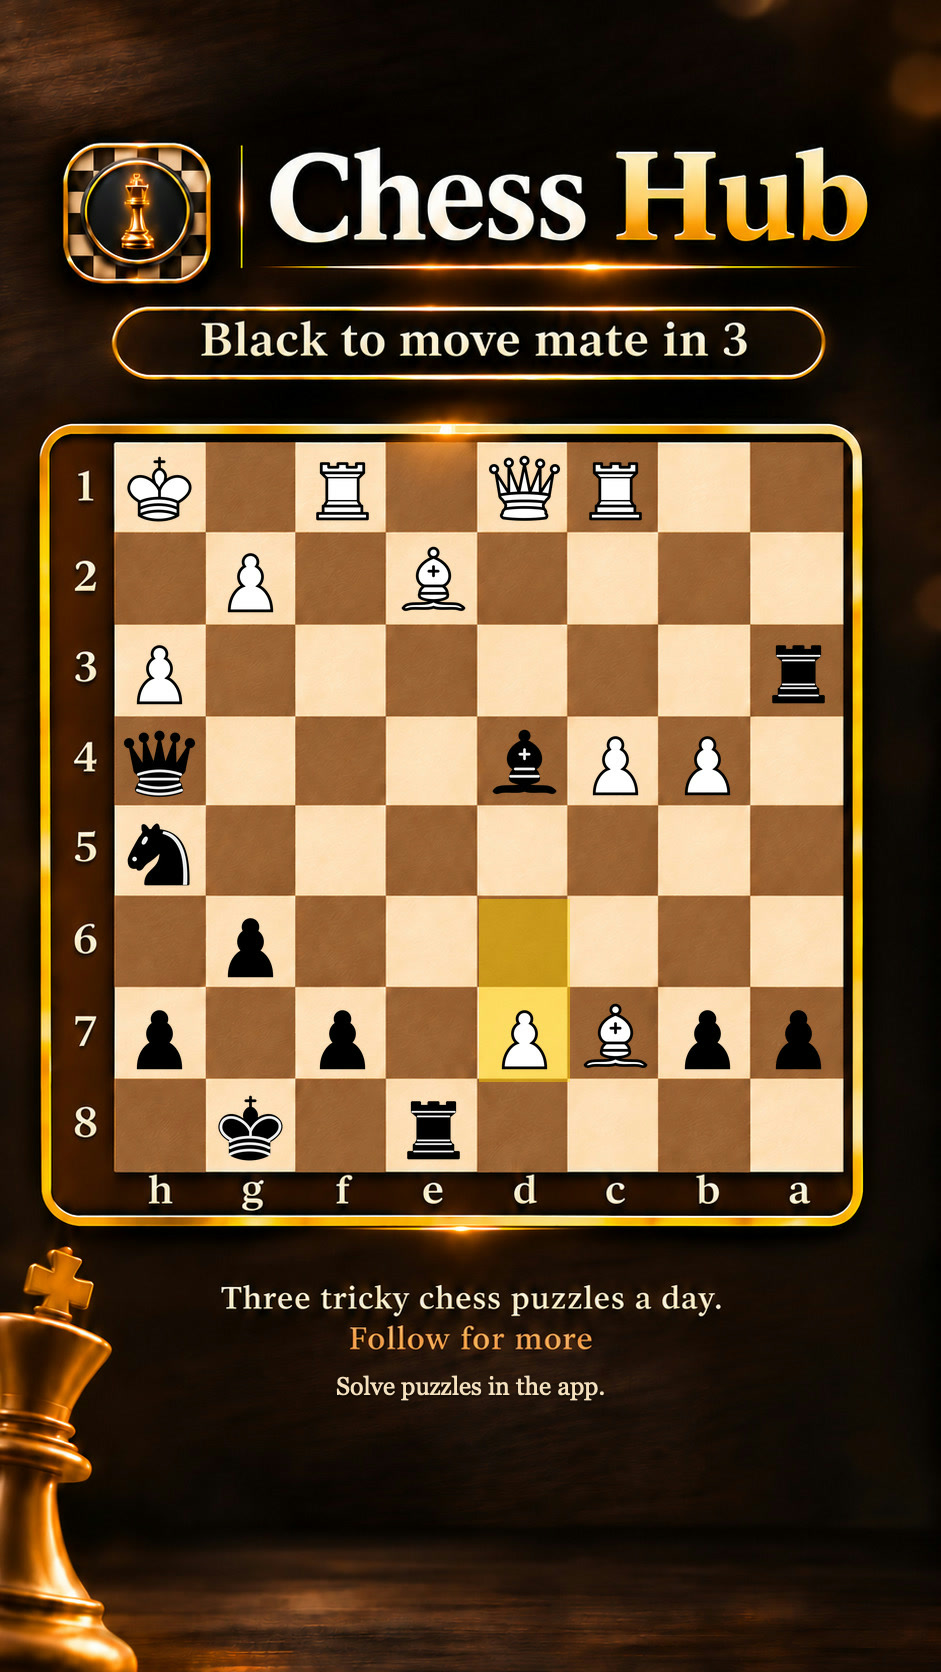 Chess Hub
Black to move mate in 3
1
2
3
4
5
6
7
8
h g f e d c b a
Three tricky chess puzzles a day.
Follow for more
Solve puzzles in the app.